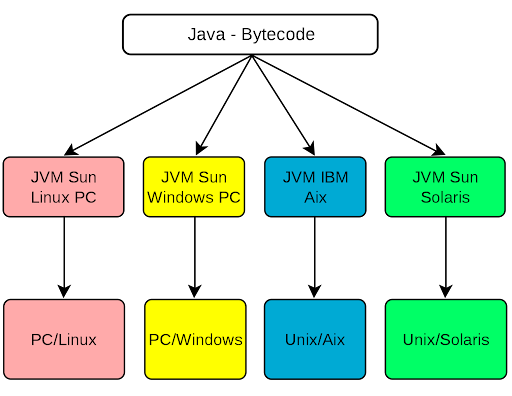 Java - Bytecode
JVM Sun
Linux PC
JVM Sun
Windows PC
JVM IBM
Aix
JVM Sun
Solaris
PC/Linux
PC/Windows
Unix/Aix
Unix/Solaris